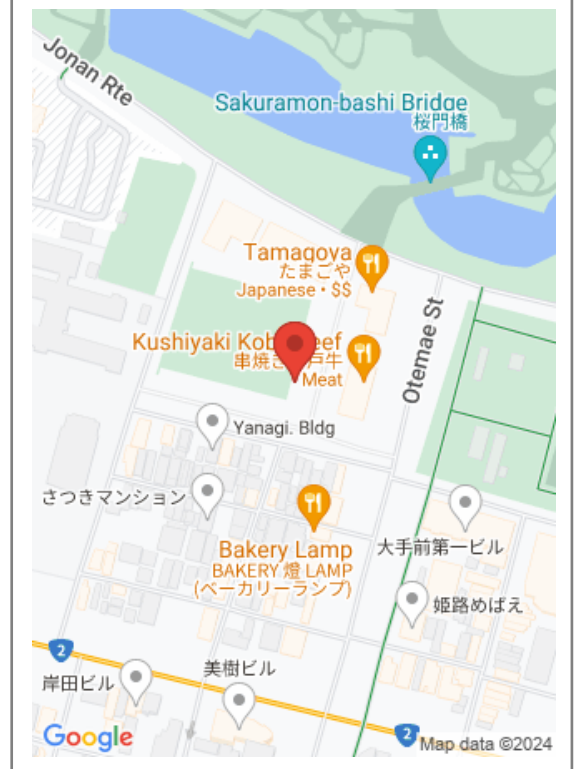 Jonan Rte
Sakuramon-bashi Bridge
桜門橋
Tamagoya
たまごや
Japanese・$$
Otemae St
Kushiyaki Kob eef
串焼き 戸牛
Meat
Yanagi. Bldg
さつきマンション
Bakery Lamp
BAKERY 燈 LAMP
(ベーカリーランプ)
大手前第一ビル
姫路めばえ
2
美樹ビル
岸田ビル
2
Google
Map data ©2024